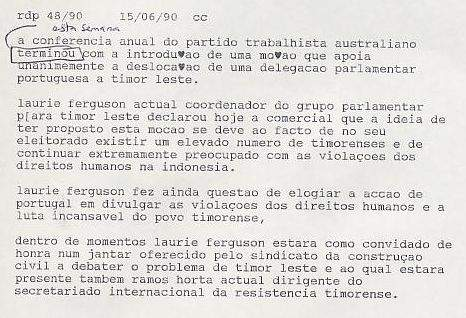 rdp 48/90     15/06/90  cc
esta semana
a conferencia anual do partido trabalhista australiano
terminou com a introdu♥ao de uma mo♥ao que apoia
unanimemente a desloca♥ao de uma delegacao parlamentar
portuguesa a timor leste.
laurie ferguson actual coordenador do grupo parlamentar
p[ara timor leste declarou hoje a comercial que a ideia de
ter proposto esta mocao se deve ao facto de no seu
eleitorado existir um elevado numero de timorenses e de
continuar extremamente preocupado com as violaçoes dos
direitos humanos na indonesia.
laurie ferguson fez ainda questao de elogiar a accao de
portugal em divulgar as violaçoes dos direitos humanos e a
luta incansavel do povo timorense,
dentro de momentos laurie ferguson estara como convidado de
honra num jantar oferecido pelo sindicato da construçao
civil a debater o problema de timor leste e ao qual estara
presente tambem ramos horta actual dirigente do
secretariado internacional da resistencia timorense.